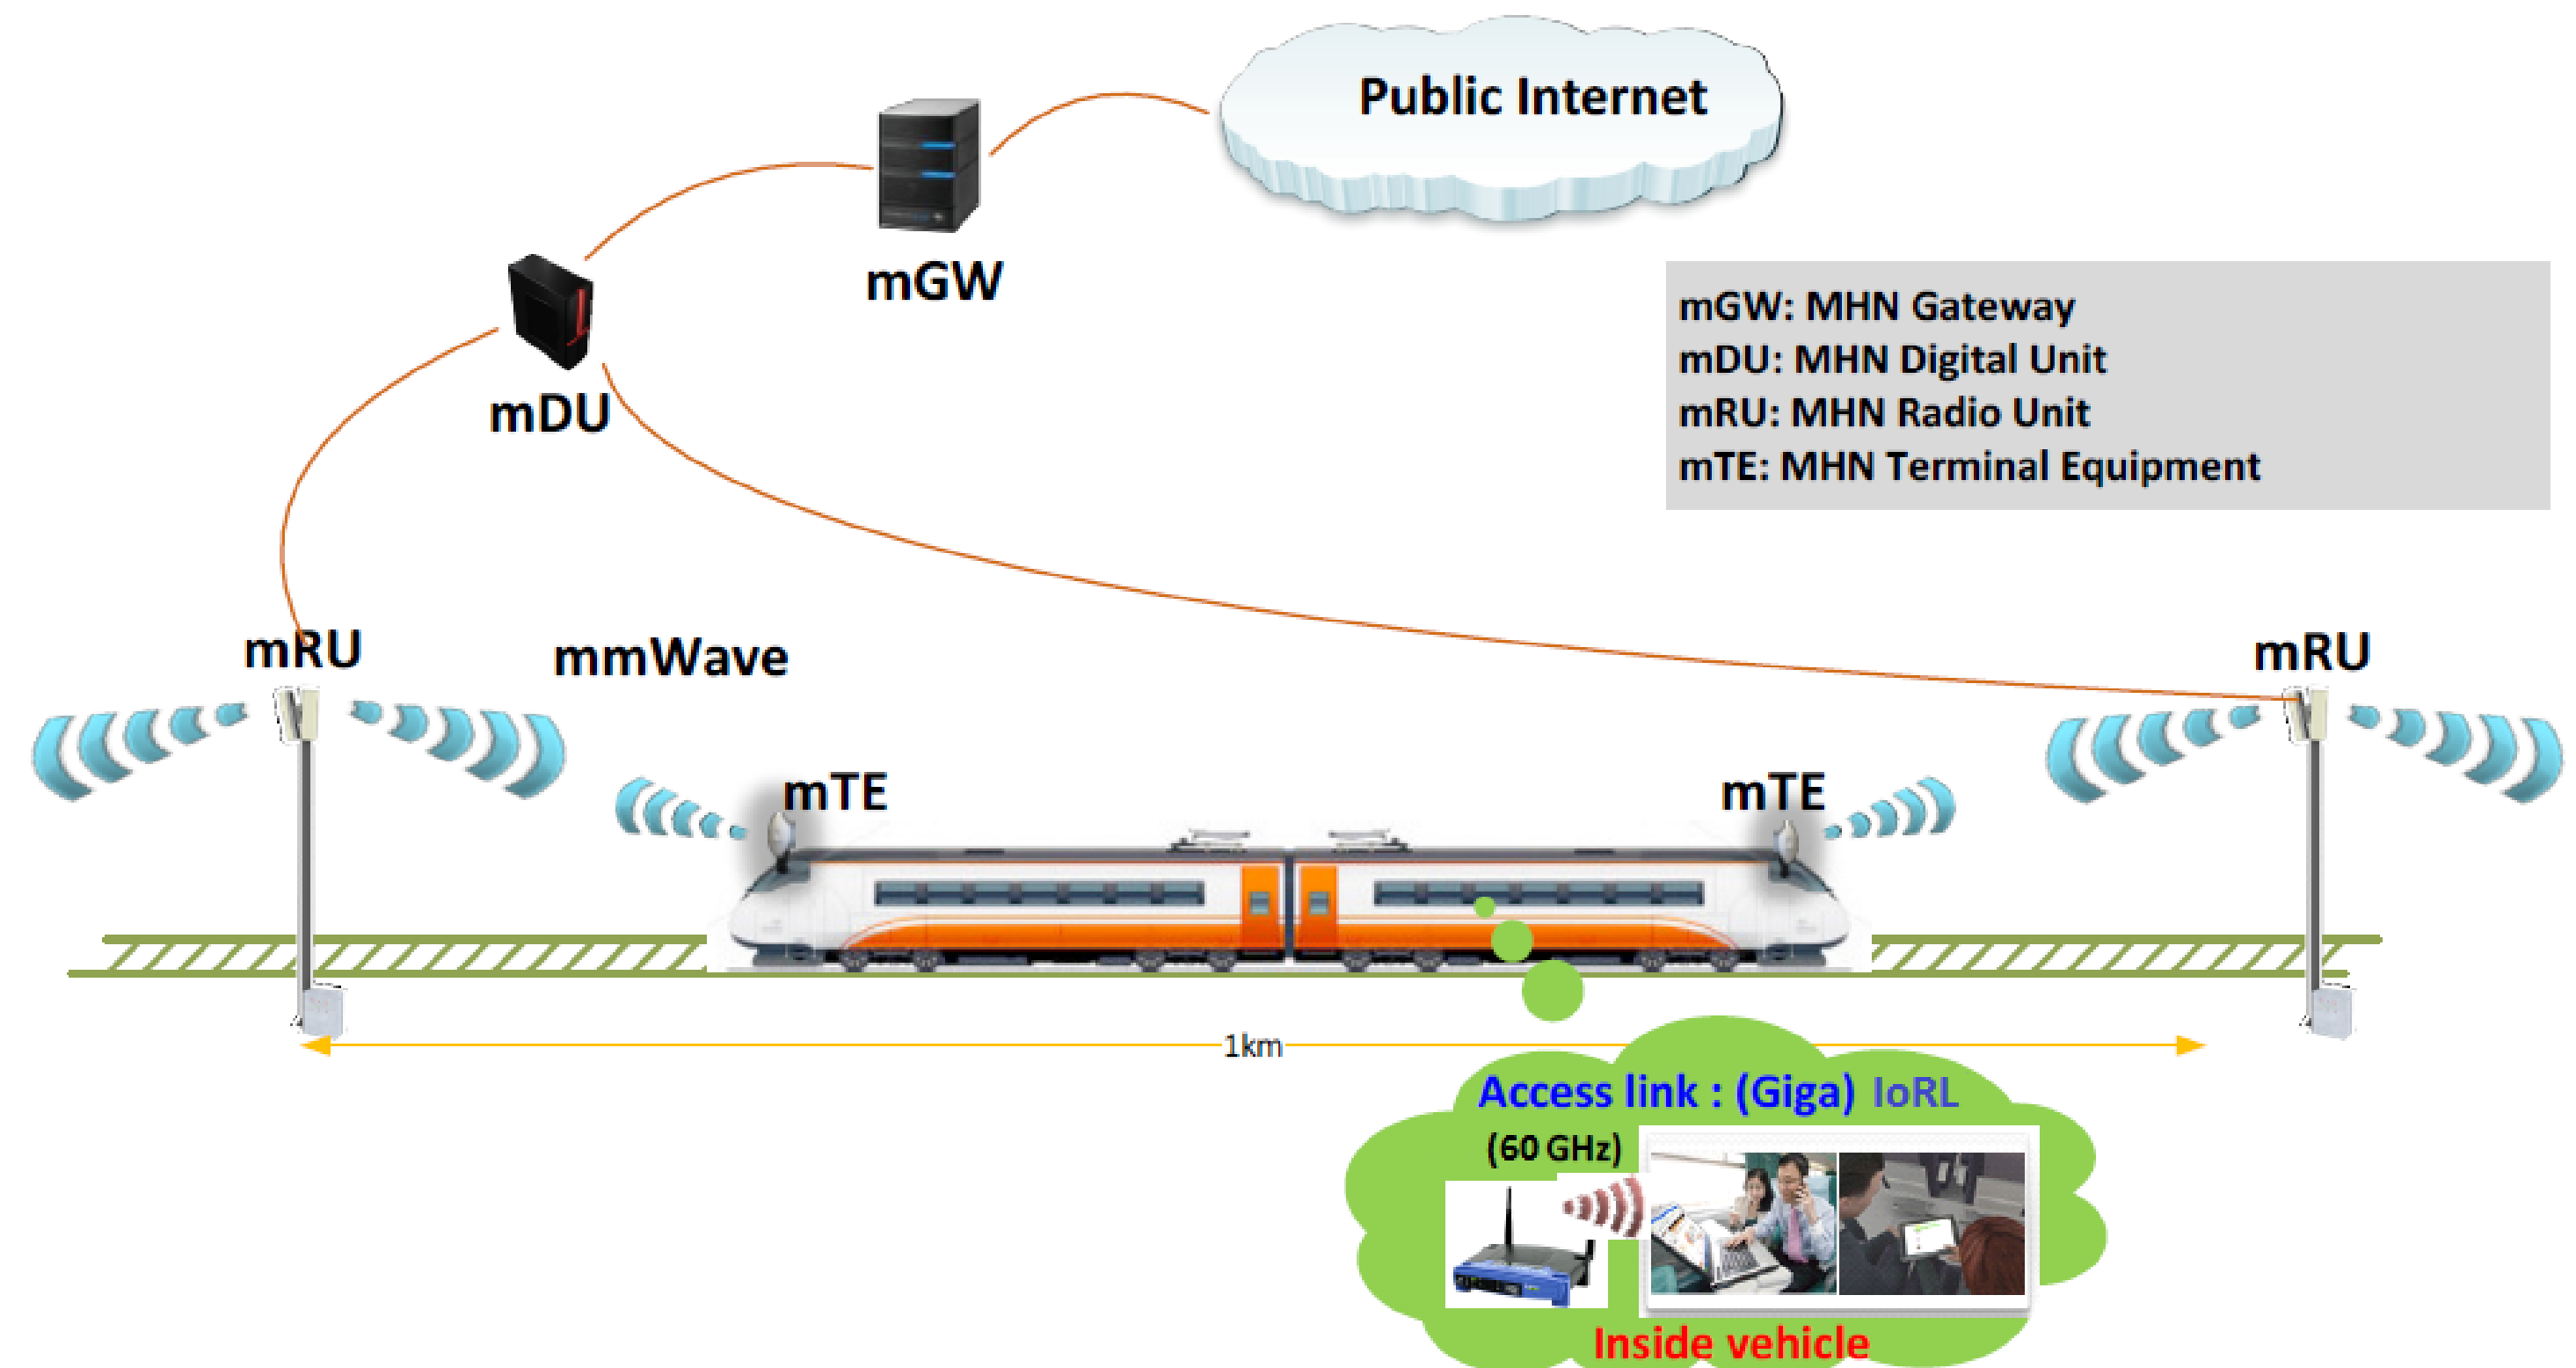 Public Internet
mGW
mDU
mGW: MHN Gateway
mDU: MHN Digital Unit
mRU: MHN Radio Unit
mTE: MHN Terminal Equipment
mRU
mmWave
mRU
mTE
mTE
1km
Access link : (Giga) IoRL
(60 GHz)
Inside vehicle